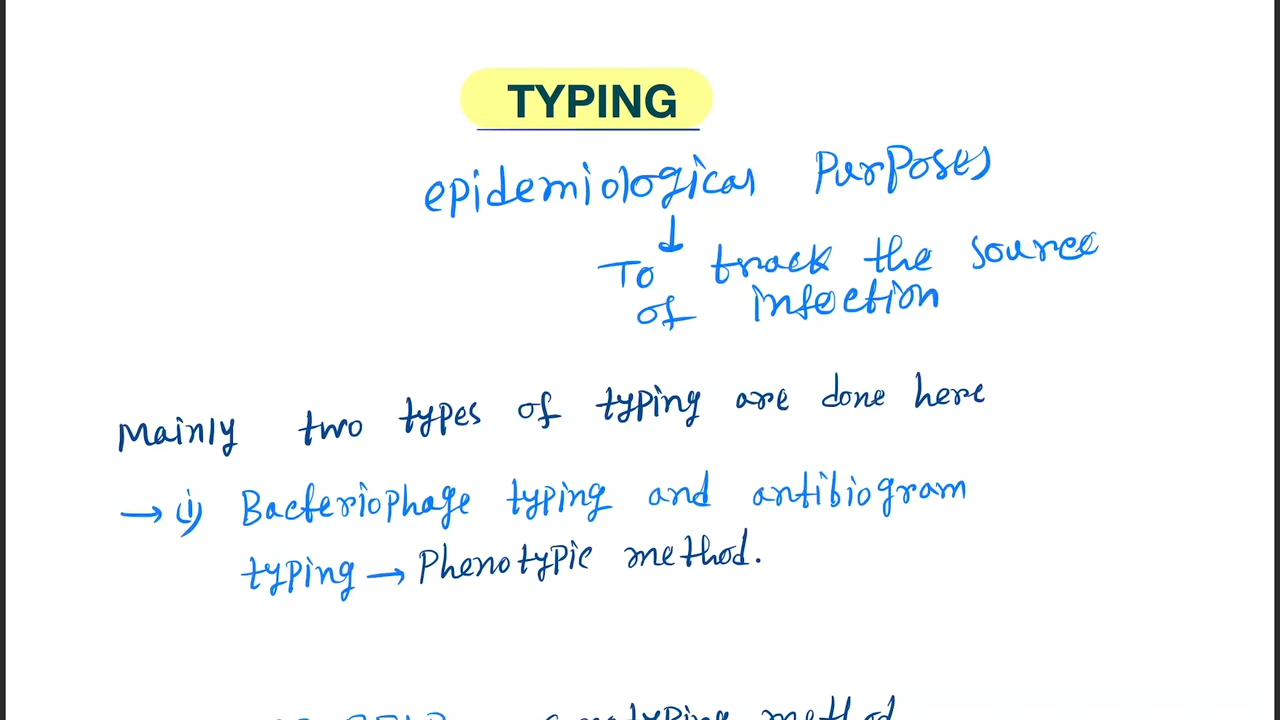 TYPING
epidemiological Purposes
↓
To track the source
of infection
Mainly two types of typing are done here
→ (i) Bacteriophage typing and antibiogram
typing → Phenotypic method.
method